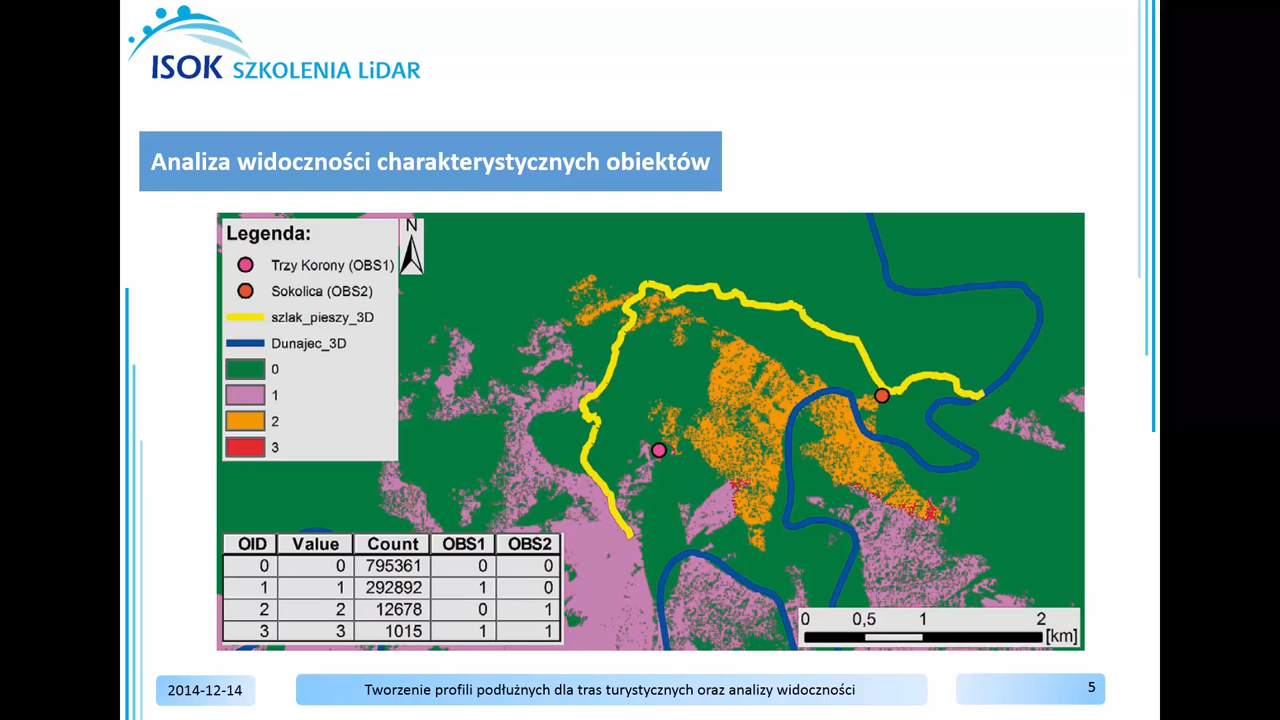 ISOK SZKOLENIA LiDAR
Analiza widoczności charakterystycznych obiektów
Legenda:
N
Trzy Korony (OBS1)
Sokolica (OBS2)
szlak_pieszy_3D
Dunajec_3D
0
1
2
3
OID Value Count OBS1 OBS2
0 0 795361 0 0
1 1 292892 1 0
2 2 12678 0 1
3 3 1015 1 1
0 0,5 1 2
[km]
2014-12-14
Tworzenie profili podłużnych dla tras turystycznych oraz analizy widoczności
5